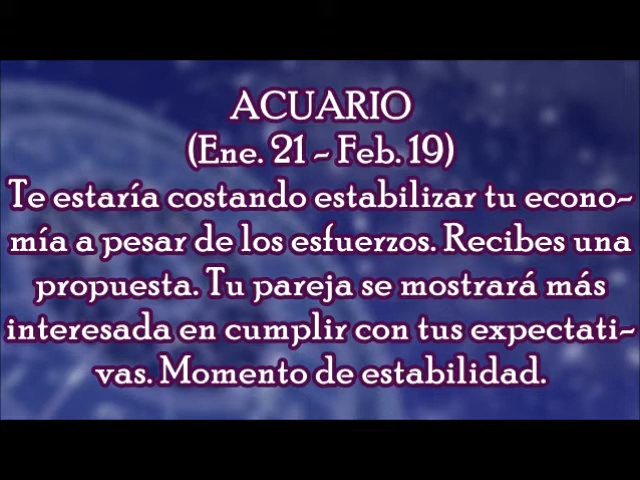 ACUARIO
(Ene. 21 - Feb. 19)
Te estaría costando estabilizar tu econo-
mía a pesar de los esfuerzos. Recibes una
propuesta. Tu pareja se mostrará más
interesada en cumplir con tus expectati-
vas. Momento de estabilidad.